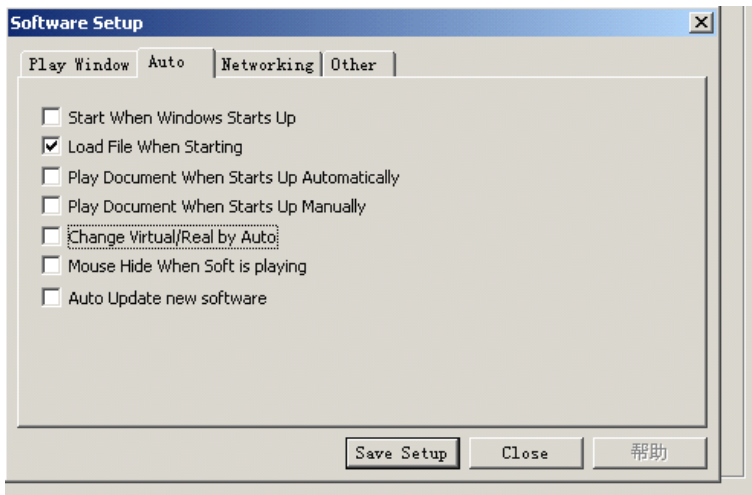 Software Setup
Play Window Auto Networking Other
Start When Windows Starts Up
Load File When Starting
Play Document When Starts Up Automatically
Play Document When Starts Up Manually
Change Virtual/Real by Auto
Mouse Hide When Soft is playing
Auto Update new software
Save Setup Close 帮助